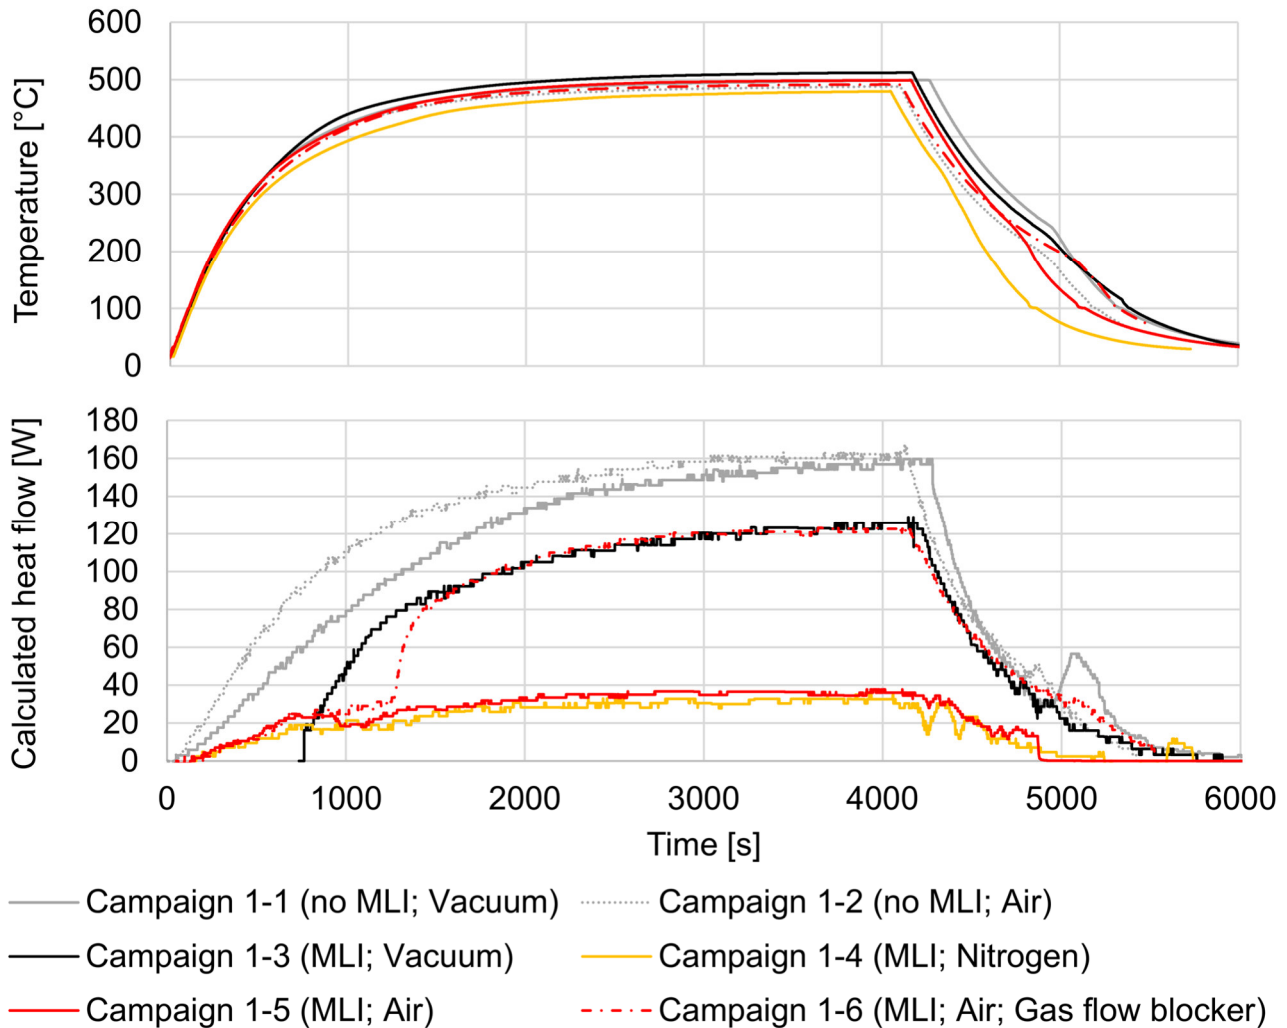 600
500
400
300
200
100
0
Temperature [°C]
180
160
140
120
100
80
60
40
20
0
Calculated heat flow [W]
0 1000 2000 3000 4000 5000 6000
Time [s]
Campaign 1-1 (no MLI; Vacuum) Campaign 1-2 (no MLI; Air)
Campaign 1-3 (MLI; Vacuum) Campaign 1-4 (MLI; Nitrogen)
Campaign 1-5 (MLI; Air) Campaign 1-6 (MLI; Air; Gas flow blocker)